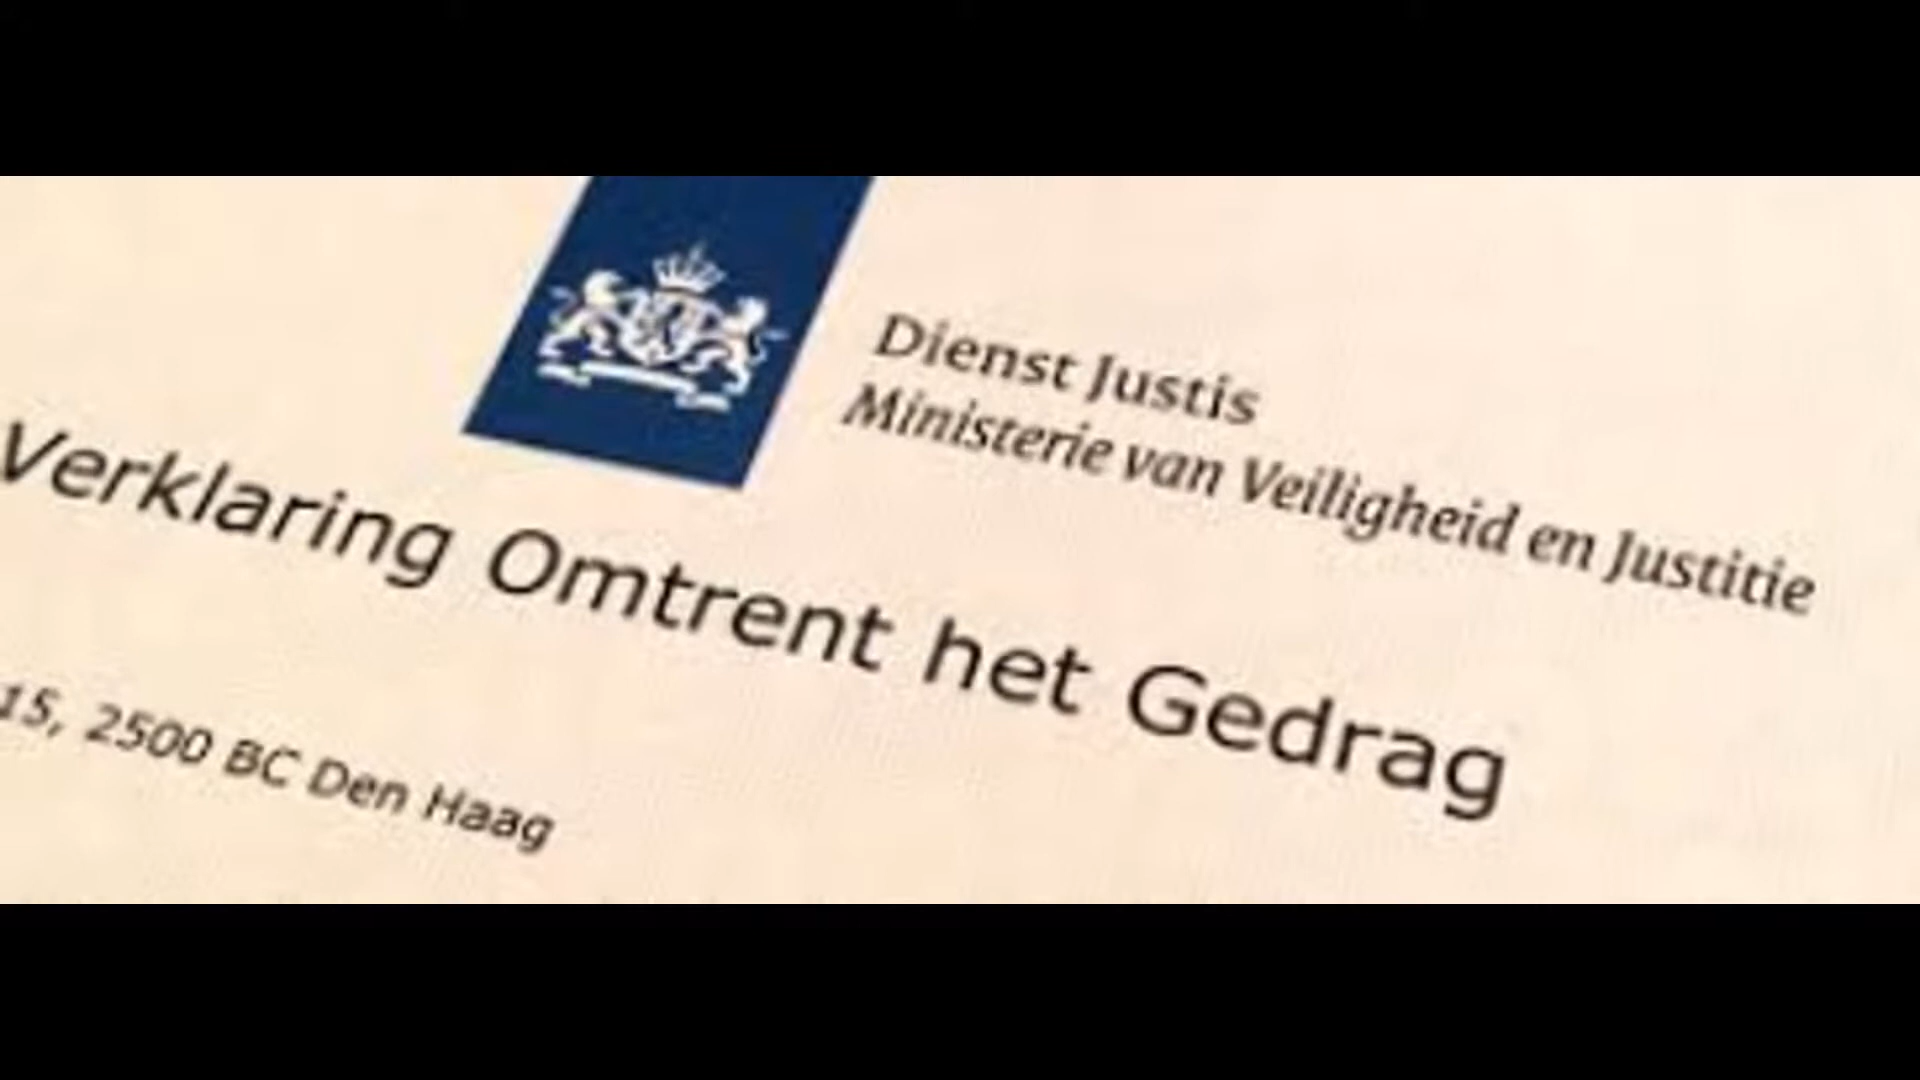 Dienst Justis
Ministerie van Veiligheid en Justitie
Verklaring Omtrent het Gedrag
15, 2500 BC Den Haag